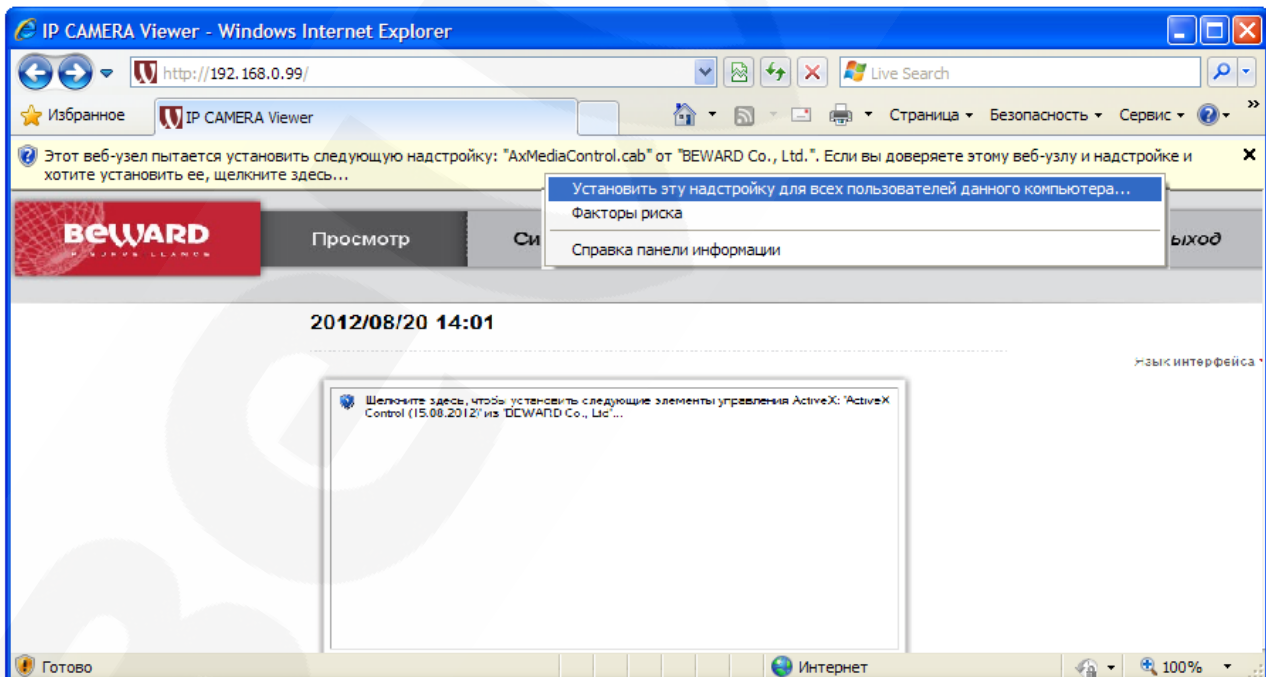 IP CAMERA Viewer - Windows Internet Explorer
http://192.168.0.99/
Live Search
Избранное
IP CAMERA Viewer
Страница
Безопасность
Сервис
Этот веб-узел пытается установить следующую надстройку: "AxMediaControl.cab" от "BEWARD Co., Ltd.". Если вы доверяете этому веб-узлу и надстройке и
хотите установить ее, щелкните здесь...
Установить эту надстройку для всех пользователей данного компьютера...
Факторы риска
Справка панели информации
BEWARD
Просмотр
Си
ыход
2012/08/20 14:01
Язык интерфейса
Щелкните здесь, чтобы установить следующие элементы управления ActiveX: "ActiveX
Control (15.08.2012)" из "BEWARD Co., Ltd"...
Готово
Интернет
100%